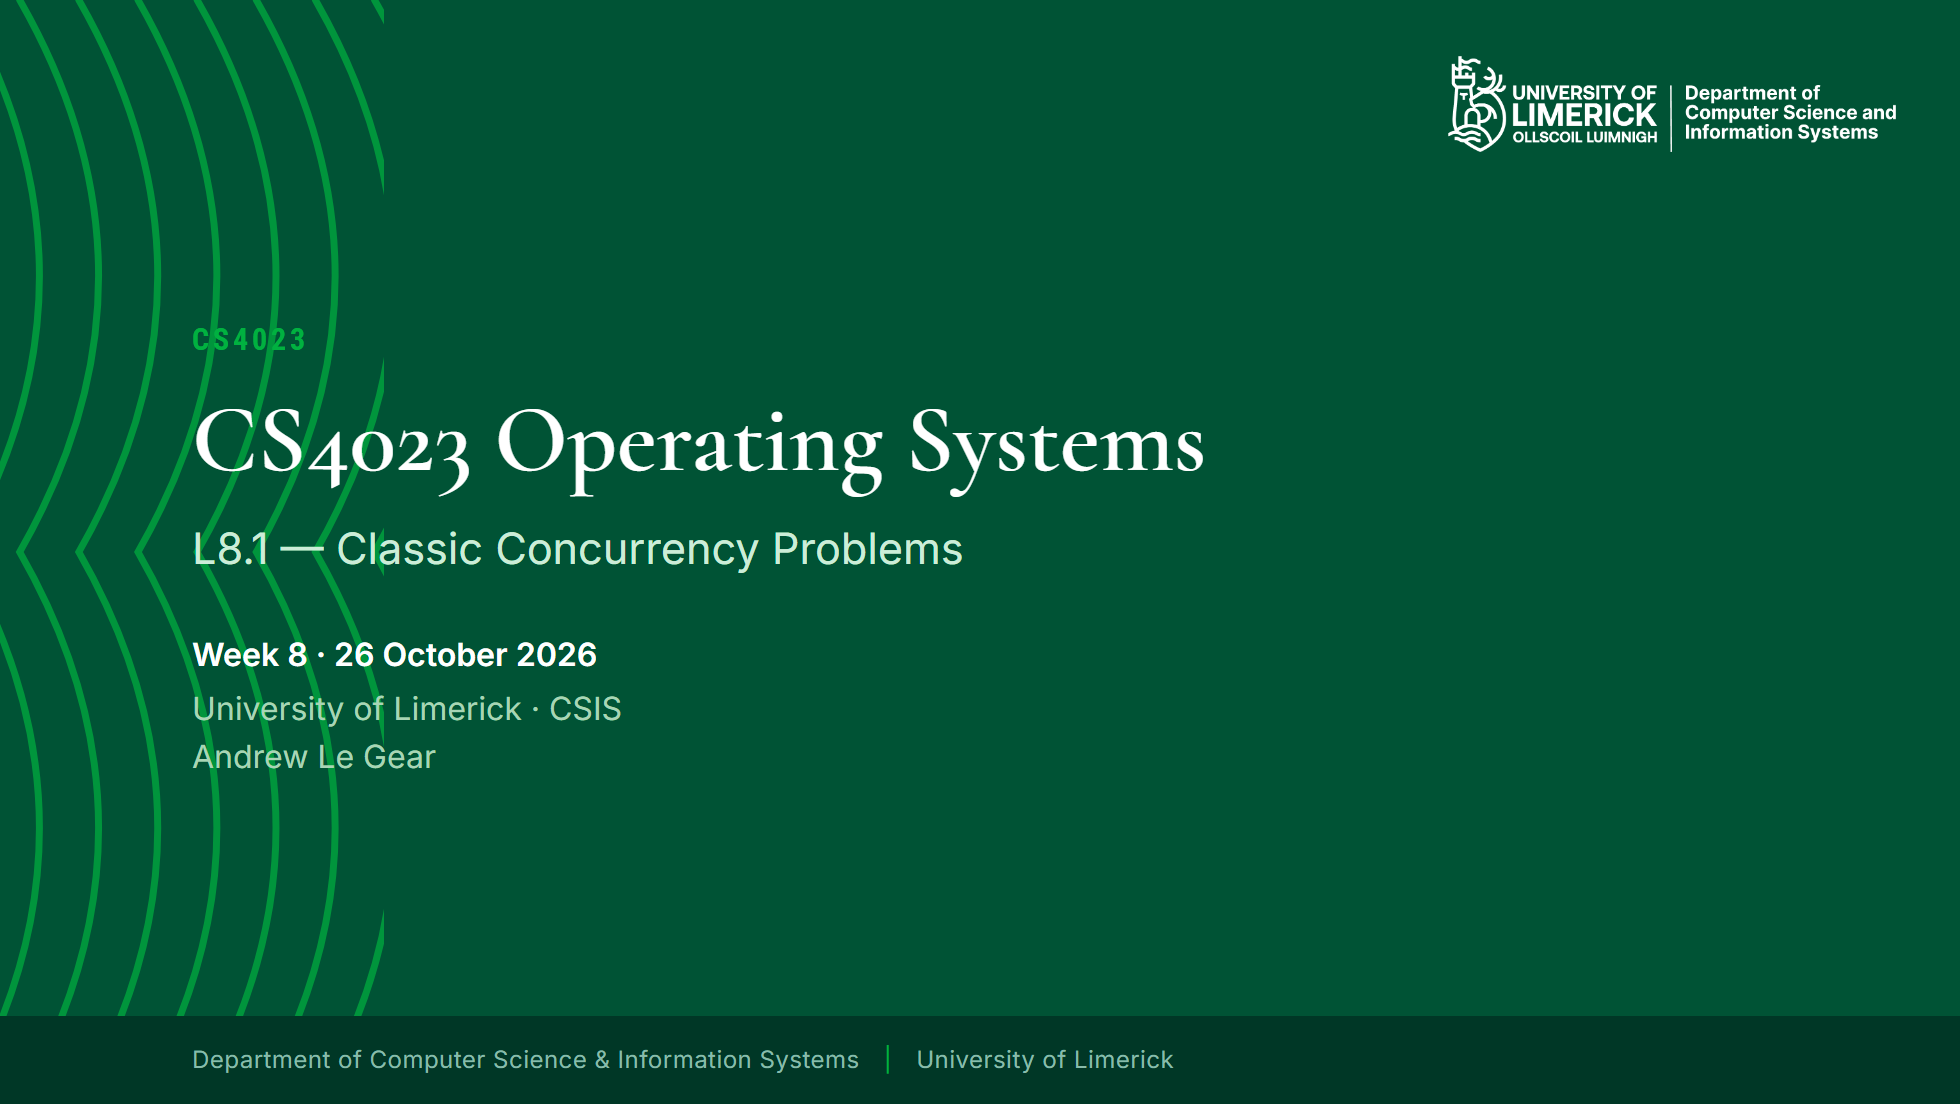 UNIVERSITY OF
LIMERICK
OLLSCOIL LUIMNIGH
Department of
Computer Science and
Information Systems
CS4023
CS4023 Operating Systems
L8.1 — Classic Concurrency Problems
Week 8 · 26 October 2026
University of Limerick · CSIS
Andrew Le Gear
Department of Computer Science & Information Systems | University of Limerick